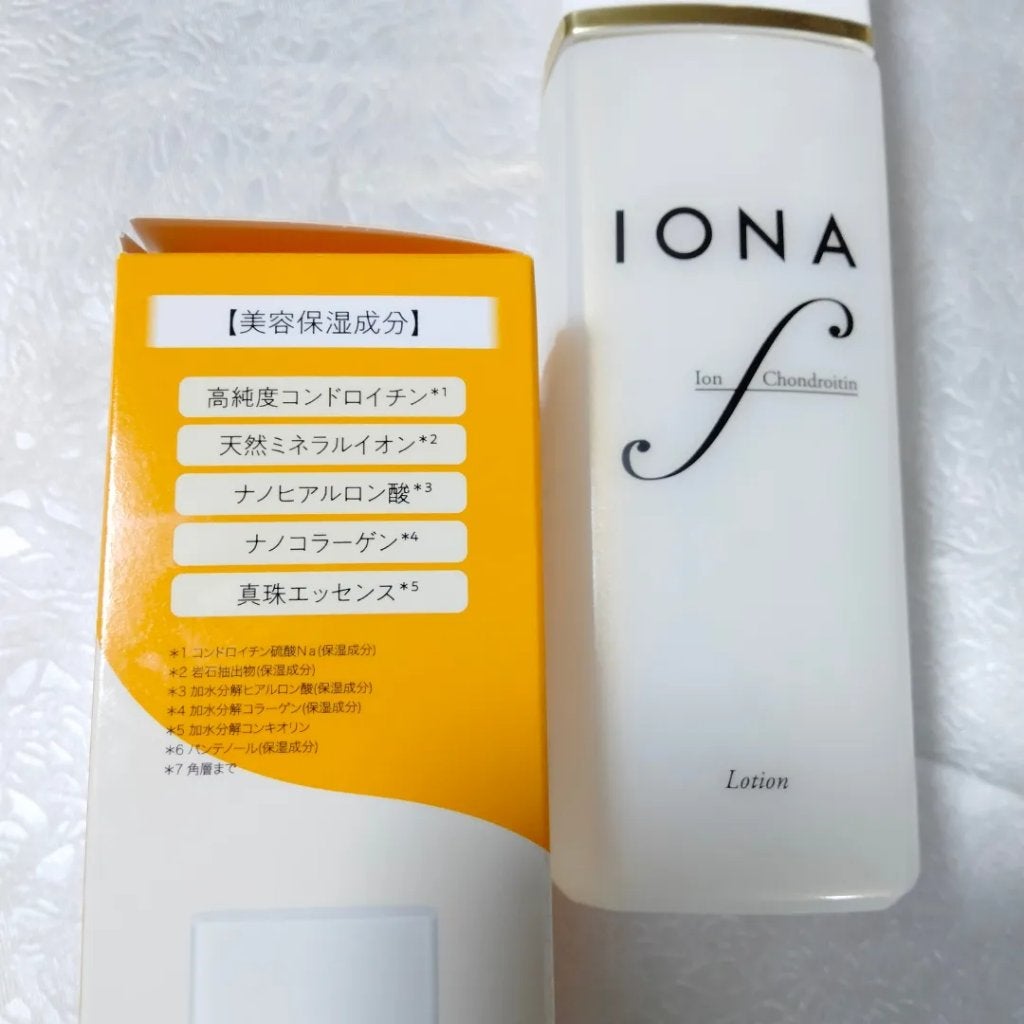 【美容保湿成分】
高純度コンドロイチン*1
天然ミネラルイオン*2
ナノヒアルロン酸*3
ナノコラーゲン*4
真珠エッセンス*5
*1 コンドロイチン硫酸Na(保湿成分)
*2 岩石抽出物(保湿成分)
*3 加水分解ヒアルロン酸(保湿成分)
*4 加水分解コラーゲン(保湿成分)
*5 加水分解コンキオリン
*6 パンテノール(保湿成分)
*7 角層まで
IONA
f
Ion Chondroitin
Lotion